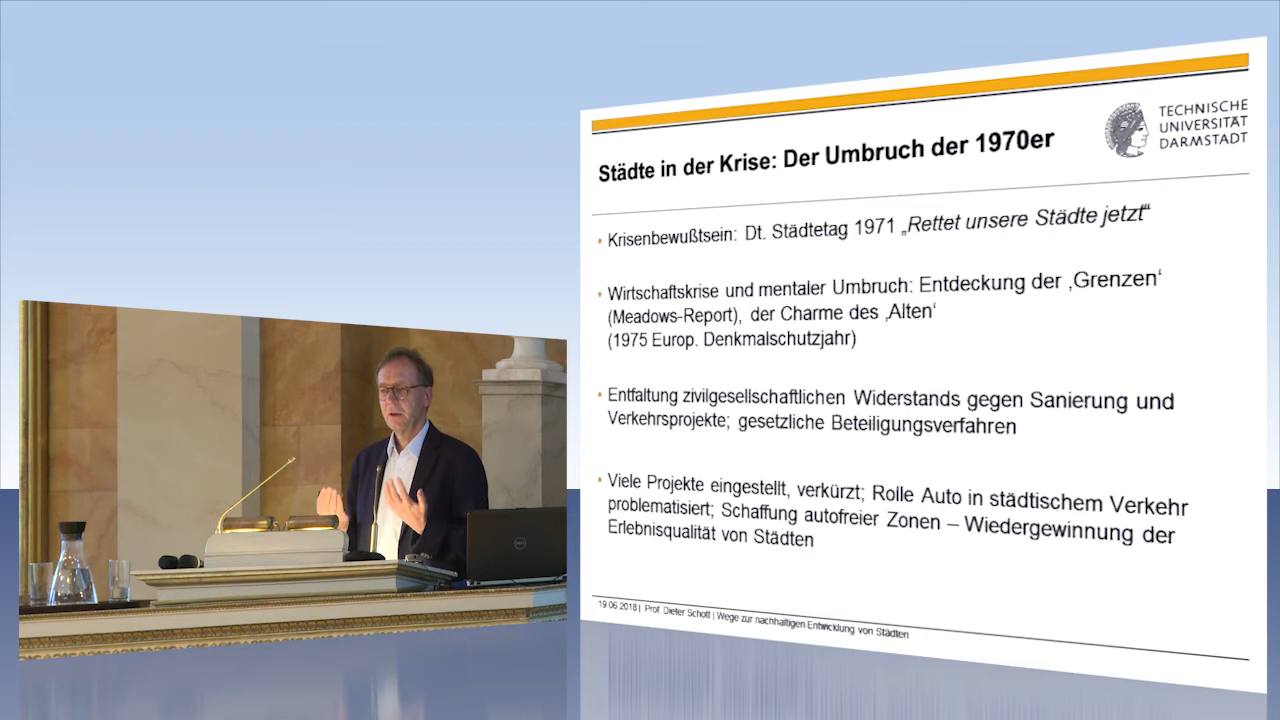 TECHNISCHE
UNIVERSITÄT
DARMSTADT
Städte in der Krise: Der Umbruch der 1970er
• Krisenbewußtsein: Dt. Städtetag 1971 „Rettet unsere Städte jetzt“
• Wirtschaftskrise und mentaler Umbruch: Entdeckung der ‚Grenzen‘
(Meadows-Report), der Charme des ‚Alten‘
(1975 Europ. Denkmalschutzjahr)
• Entfaltung zivilgesellschaftlichen Widerstands gegen Sanierung und
Verkehrsprojekte; gesetzliche Beteiligungsverfahren
• Viele Projekte eingestellt, verkürzt; Rolle Auto in städtischem Verkehr
problematisiert; Schaffung autofreier Zonen – Wiedergewinnung der
Erlebnisqualität von Städten
19.06.2018 | Prof. Dieter Schott | Wege zur nachhaltigen Entwicklung von Städten
DELL